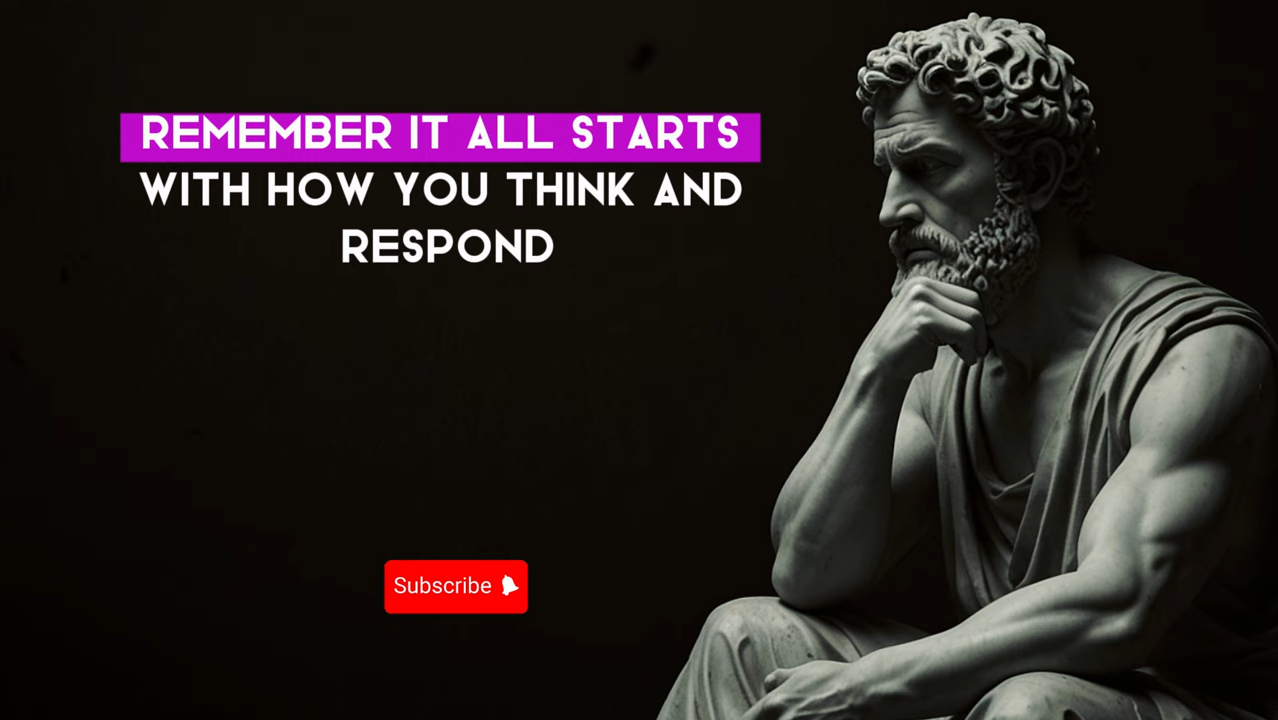 REMEMBER IT ALL STARTS
WITH HOW YOU THINK AND
RESPOND
Subscribe